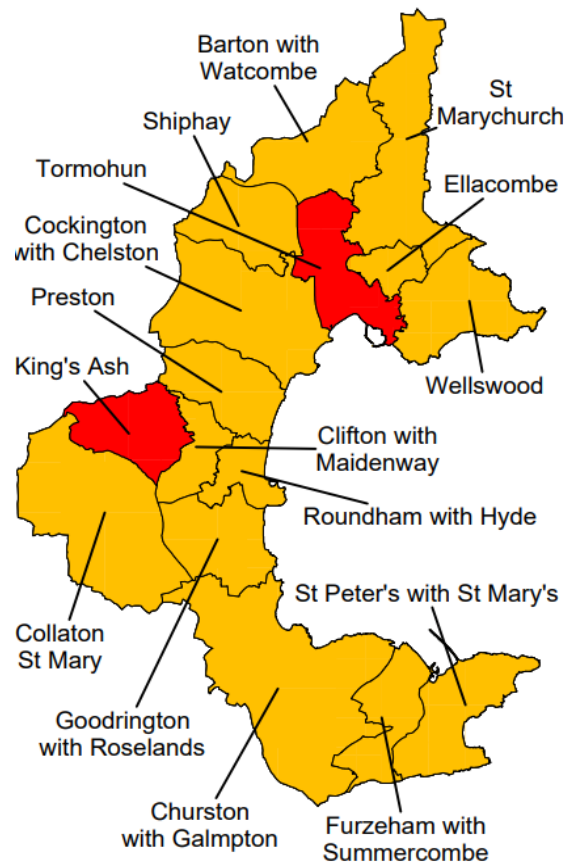 Barton with
Watcombe
St
Marychurch
Shiphay
Tormohun
Ellacombe
Cockington
with Chelston
Preston
King's Ash
Wellswood
Clifton with
Maidenway
Roundham with Hyde
St Peter's with St Mary's
Collaton
St Mary
Goodrington
with Roselands
Churston
with Galmpton
Furzeham with
Summercombe